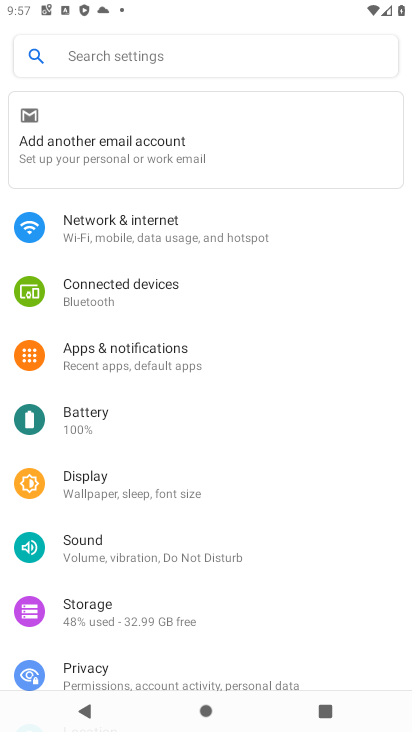 9:57
Search settings
Add another email account
Set up your personal or work email
Network & internet
Wi-Fi, mobile, data usage, and hotspot
Connected devices
Bluetooth
Apps & notifications
Recent apps, default apps
Battery
100%
Display
Wallpaper, sleep, font size
Sound
Volume, vibration, Do Not Disturb
Storage
48% used - 32.99 GB free
Privacy
Permissions, account activity, personal data